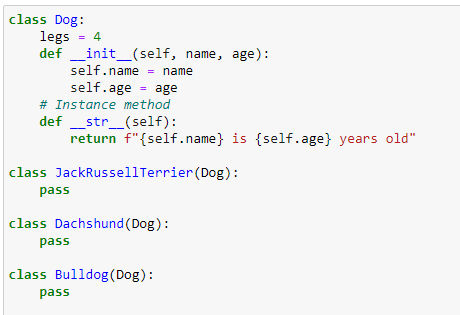 class Dog:
    legs = 4
    def __init__(self, name, age):
        self.name = name
        self.age = age
    # Instance method
    def __str__(self):
        return f"{self.name} is {self.age} years old"

class JackRussellTerrier(Dog):
    pass

class Dachshund(Dog):
    pass

class Bulldog(Dog):
    pass